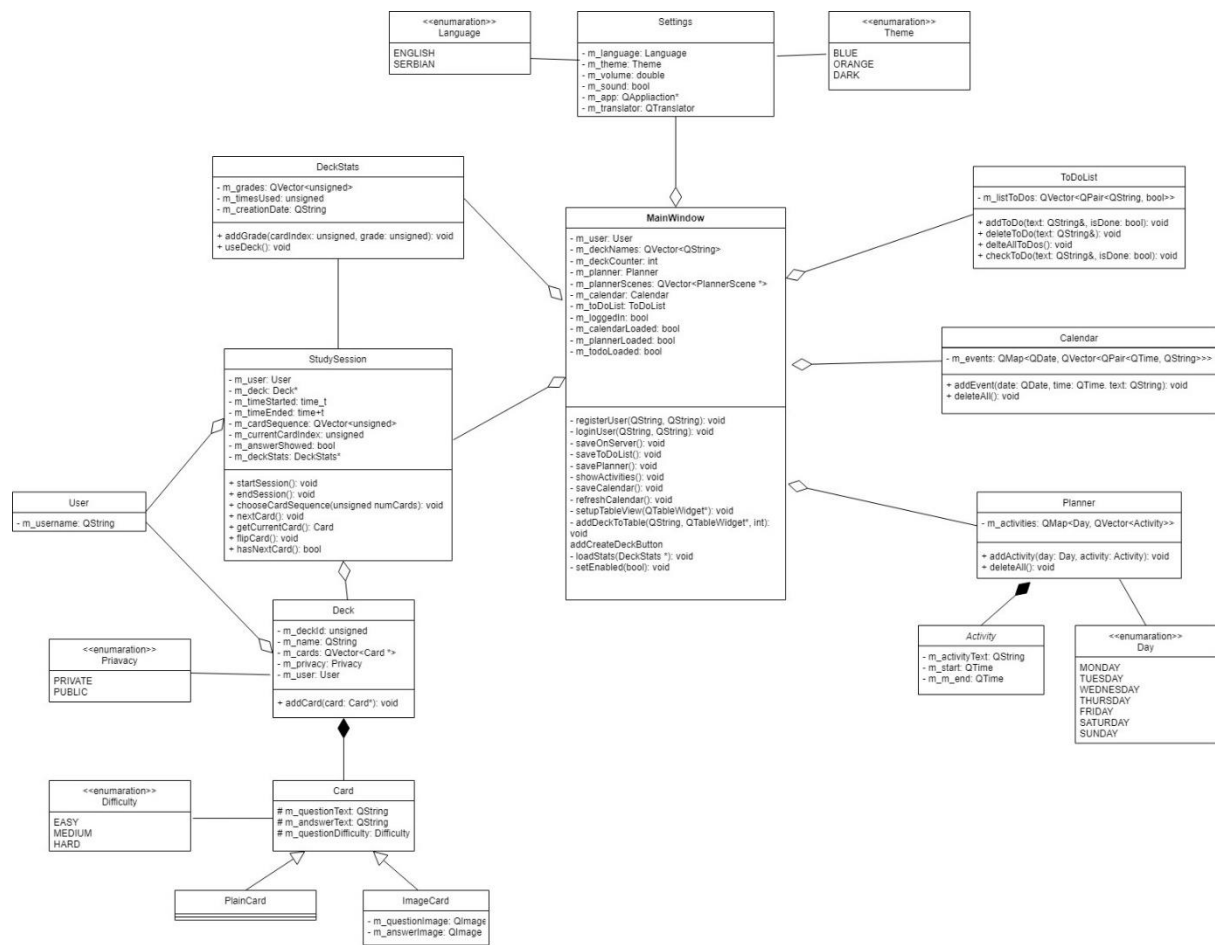 <<enumaration>>
Language
ENGLISH
SERBIAN
Settings
- m_language: Language
- m_theme: Theme
- m_volume: double
- m_sound: bool
- m_app: QAppliaction*
- m_translator: QTranslator
<<enumaration>>
Theme
BLUE
ORANGE
DARK
DeckStats
- m_grades: QVector<unsigned>
- m_timesUsed: unsigned
- m_creationDate: QString
+ addGrade(cardIndex: unsigned, grade: unsigned): void
+ useDeck(): void
MainWindow
- m_user: User
- m_deckNames: QVector<QString>
- m_deckCounter: int
- m_planner: Planner
- m_plannerScenes: QVector<PlannerScene *>
- m_calendar: Calendar
- m_toDoList: ToDoList
- m_loggedIn: bool
- m_calendarLoaded: bool
- m_plannerLoaded: bool
- m_todoLoaded: bool
- registerUser(QString, QString): void
- loginUser(QString, QString): void
- saveOnServer(): void
- saveToDoList(): void
- savePlanner(): void
- showActivities(): void
- saveCalendar(): void
- refreshCalendar(): void
- setupTableView(QTableWidget*): void
- addDeckToTable(QString, QTableWidget*, int):
void
addCreateDeckButton
- loadStats(DeckStats *): void
- setEnabled(bool): void
ToDoList
- m_listToDos: QVector<QPair<QString, bool>>
+ addToDo(text: QString&, isDone: bool): void
+ deleteToDo(text: QString&): void
+ delteAllToDos(): void
+ checkToDo(text: QString&, isDone: bool): void
Calendar
- m_events: QMap<QDate, QVector<QPair<QTime, QString>>>
+ addEvent(date: QDate, time: QTime. text: QString): void
+ deleteAll(): void
StudySession
- m_user: User
- m_deck: Deck*
- m_timeStarted: time_t
- m_timeEnded: time+t
- m_cardSequence: QVector<unsigned>
- m_currentCardIndex: unsigned
- m_answerShowed: bool
- m_deckStats: DeckStats*
+ startSession(): void
+ endSession(): void
+ chooseCardSequence(unsigned numCards): void
+ nextCard(): void
+ getCurrentCard(): Card
+ flipCard(): void
+ hasNextCard(): bool
User
- m_username: QString
Planner
- m_activities: QMap<Day, QVector<Activity>>
+ addActivity(day: Day, activity: Activity): void
+ deleteAll(): void
Deck
- m_deckId: unsigned
- m_name: QString
- m_cards: QVector<Card *>
- m_privacy: Privacy
- m_user: User
+ addCard(card: Card*): void
<<enumaration>>
Priavacy
PRIVATE
PUBLIC
Activity
- m_activityText: QString
- m_start: QTime
- m_m_end: QTime
<<enumaration>>
Day
MONDAY
TUESDAY
WEDNESDAY
THURSDAY
FRIDAY
SATURDAY
SUNDAY
<<enumaration>>
Difficulty
EASY
MEDIUM
HARD
Card
# m_questionText: QString
# m_andswerText: QString
# m_questionDifficulty: Difficulty
PlainCard
ImageCard
- m_questionImage: QImage
- m_answerImage: QImage